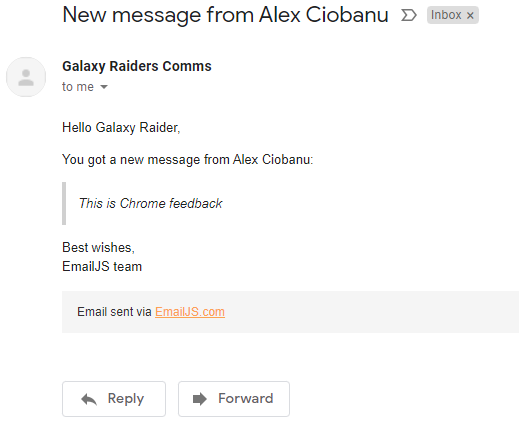 New message from Alex Ciobanu
Inbox ×
Galaxy Raiders Comms
to me
Hello Galaxy Raider,
You got a new message from Alex Ciobanu:
This is Chrome feedback
Best wishes,
EmailJS team
Email sent via EmailJS.com
Reply
Forward